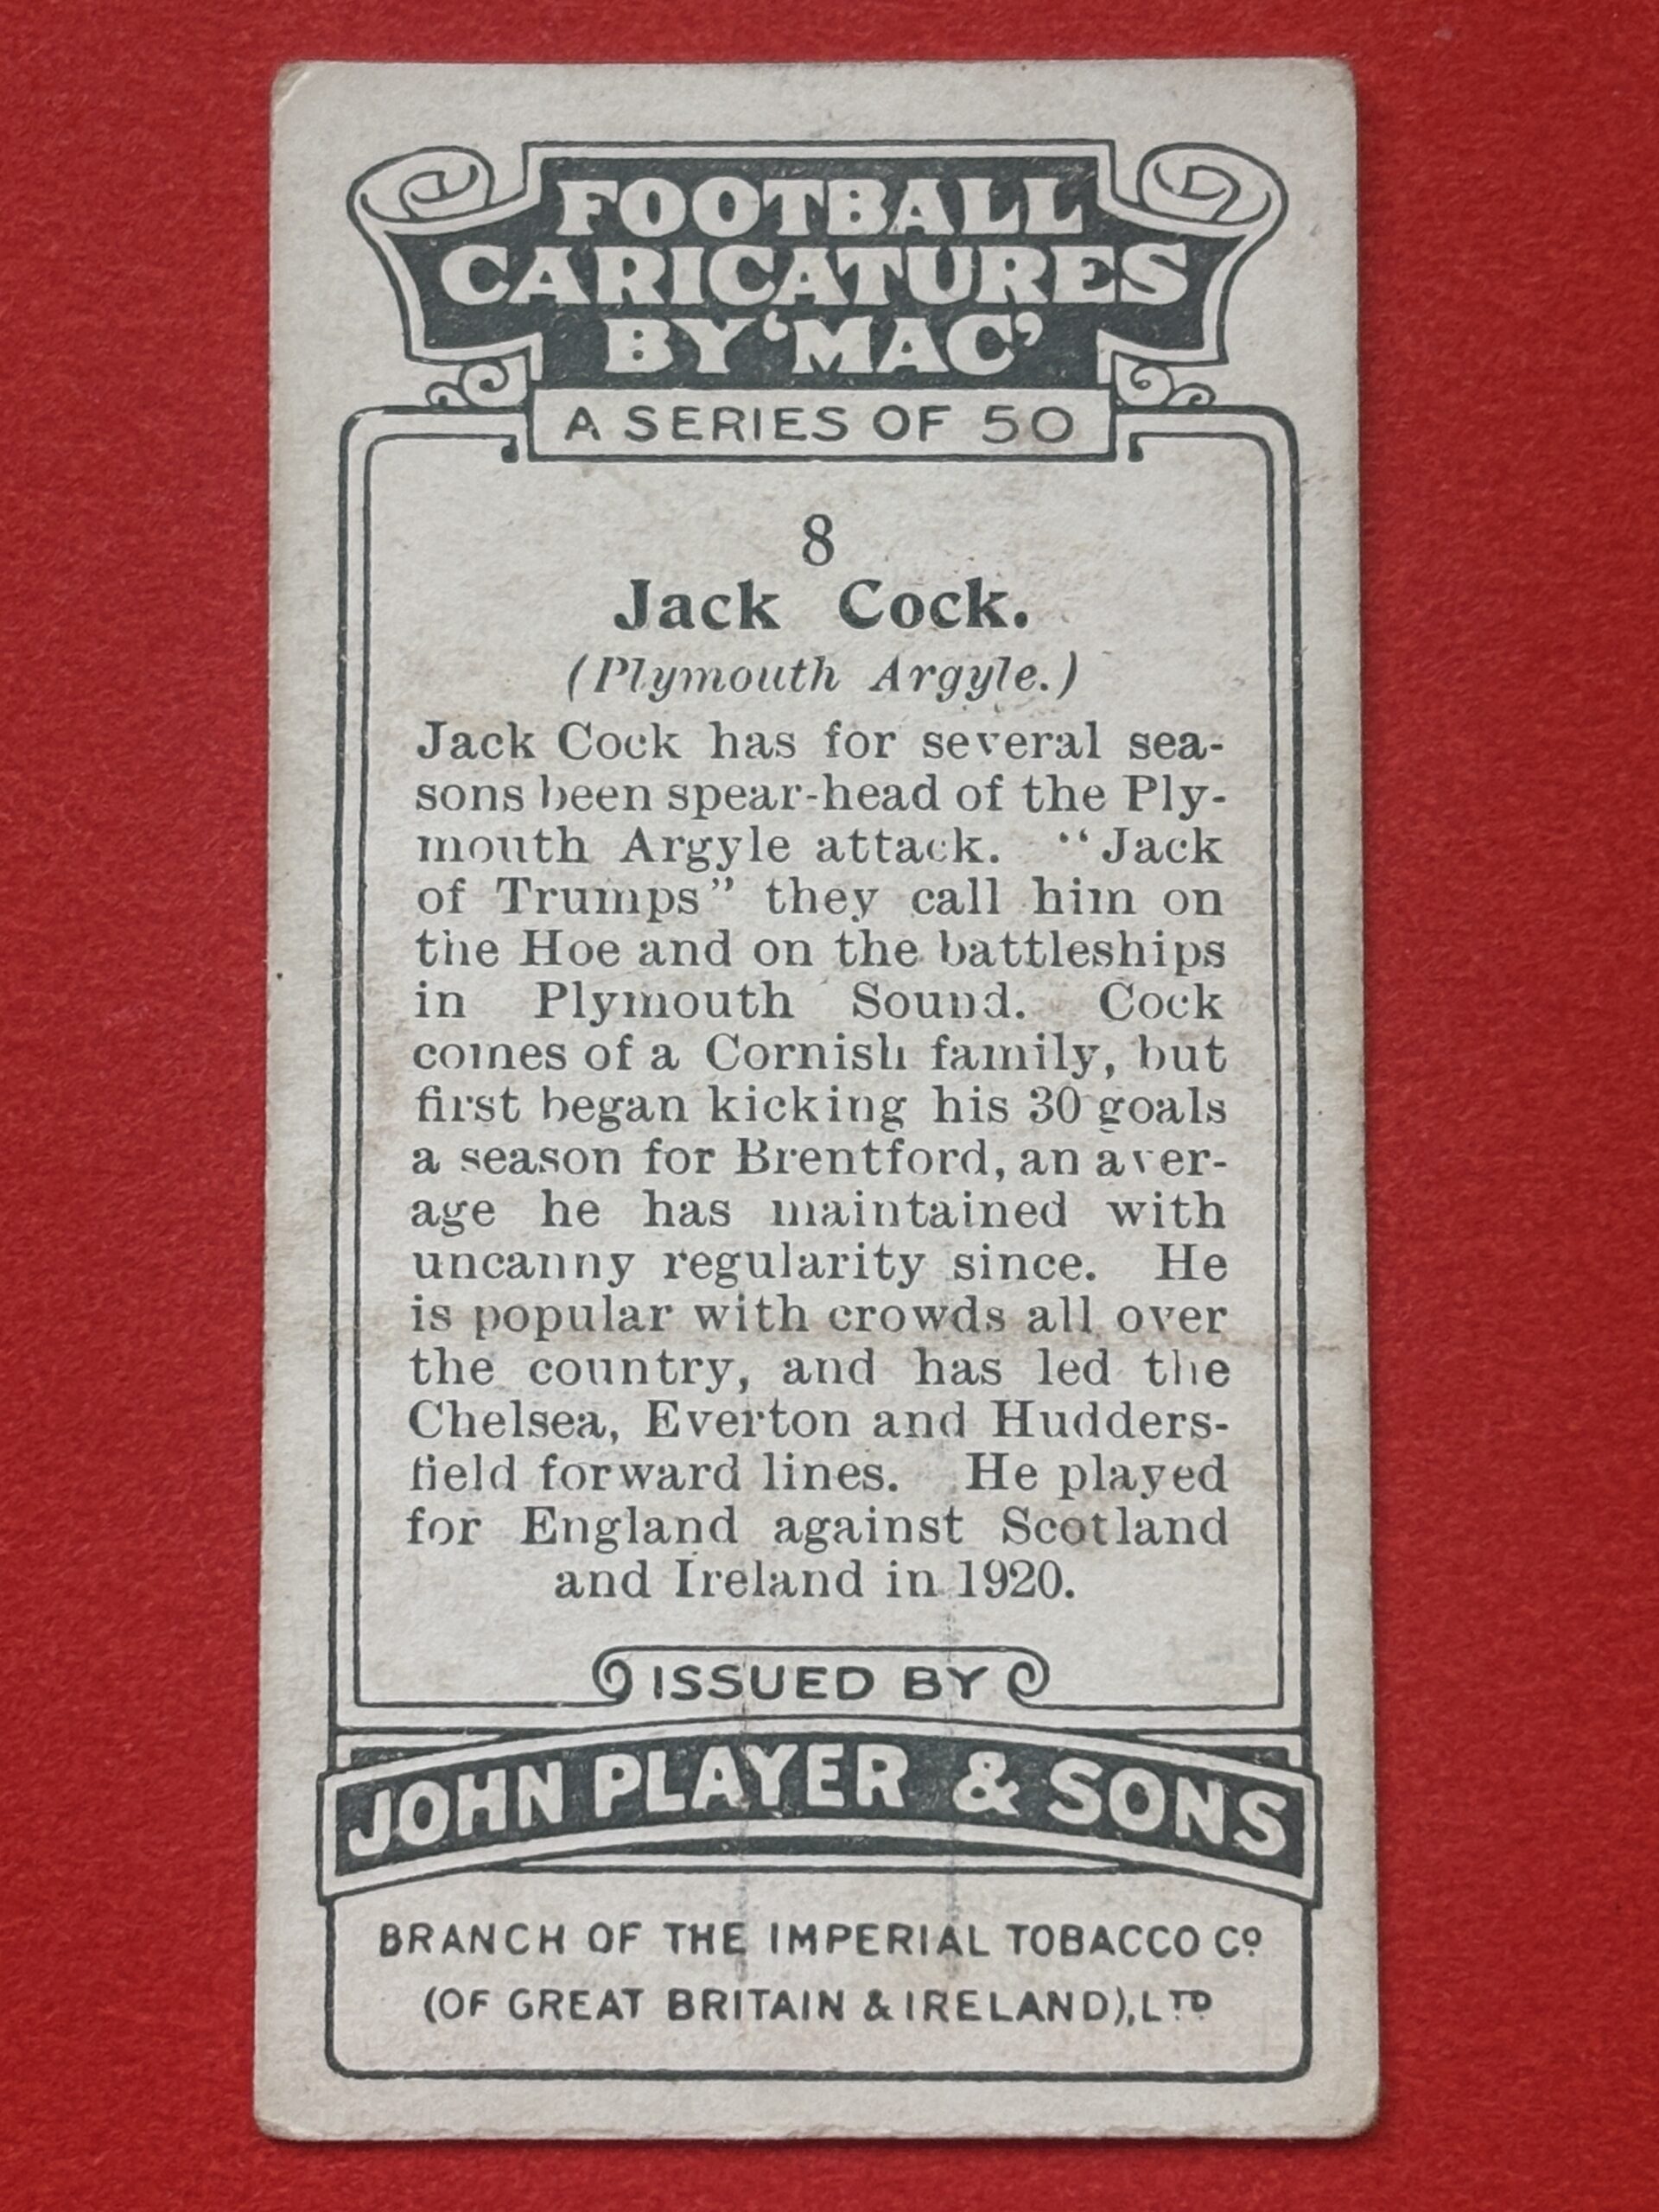 FOOTBALL
CARICATURES
BY 'MAC'
A SERIES OF 50
8
Jack Cock.
(Plymouth Argyle.)
Jack Cock has for several sea-
sons been spear-head of the Ply-
mouth Argyle attack. "Jack
of Trumps" they call him on
the Hoe and on the battleships
in Plymouth Sound. Cock
comes of a Cornish family, but
first began kicking his 30 goals
a season for Brentford, an aver-
age he has maintained with
uncanny regularity since. He
is popular with crowds all over
the country, and has led the
Chelsea, Everton and Hudders-
field forward lines. He played
for England against Scotland
and Ireland in 1920.
ISSUED BY
JOHN PLAYER & SONS
BRANCH OF THE IMPERIAL TOBACCO Cº
(OF GREAT BRITAIN & IRELAND), LTD